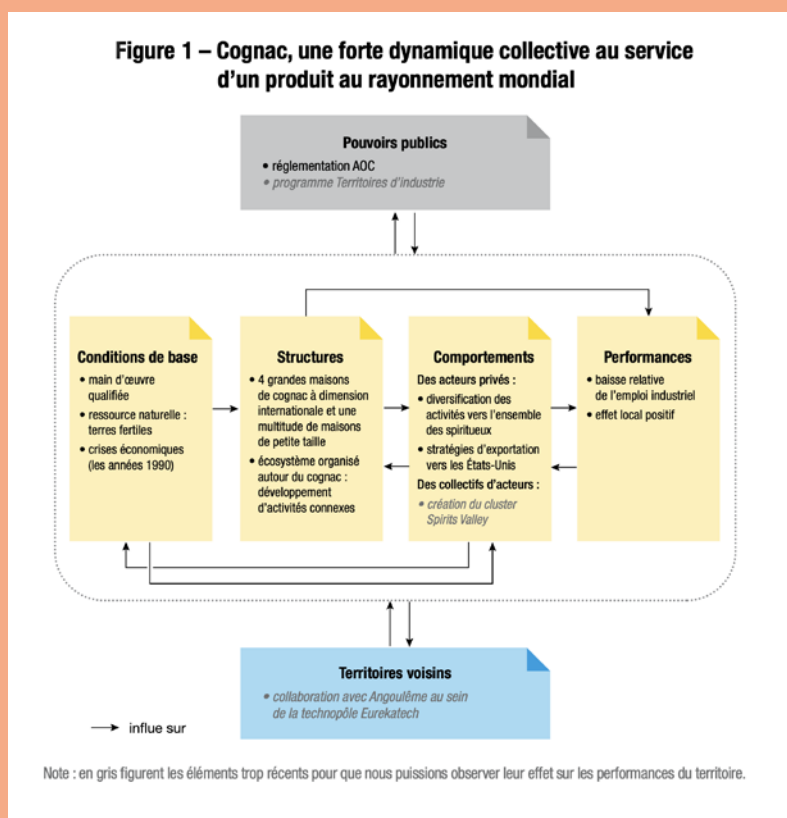 Figure 1 – Cognac, une forte dynamique collective au service
d'un produit au rayonnement mondial
Pouvoirs publics
• réglementation AOC
• programme Territoires d'industrie
Conditions de base
• main d'œuvre
qualifiée
• ressource naturelle :
terres fertiles
• crises économiques
(les années 1990)
Structures
• 4 grandes maisons
de cognac à dimension
internationale et une
multitude de maisons
de petite taille
• écosystème organisé
autour du cognac :
développement
d'activités connexes
Comportements
Des acteurs privés :
• diversification des
activités vers l'ensemble
des spiritueux
• stratégies d'exportation
vers les États-Unis
Des collectifs d'acteurs :
• création du cluster
Spirits Valley
Performances
• baisse relative
de l'emploi industriel
• effet local positif
Territoires voisins
• collaboration avec Angoulême au sein
de la technopôle Eurekatech
influe sur
Note : en gris figurent les éléments trop récents pour que nous puissions observer leur effet sur les performances du territoire.